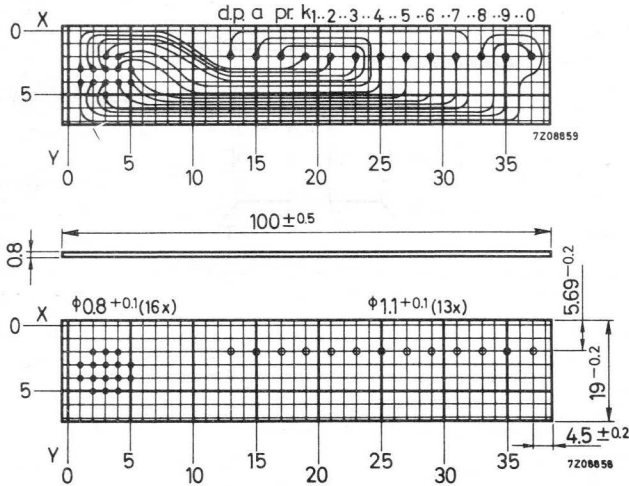 d.p. a pr. k1··2··3··4··5··6··7··8··9··0
X
0
5
7Z08859
Y
0 5 10 15 20 25 30 35
100±0.5
0.8
ϕ0.8+0.1(16x) ϕ1.1+0.1(13x)
5.69-0.2
X
0
5
19-0.2
4.5±0.2
Y
0 5 10 15 20 25 30 35
7Z08858